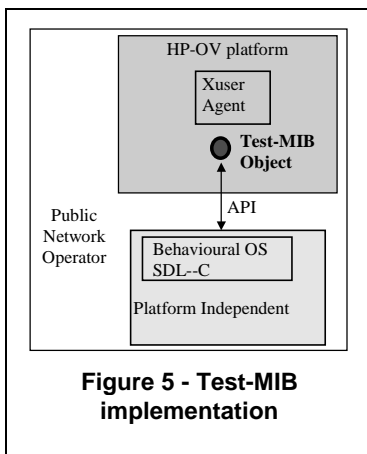 HP-OV platform
Xuser
Agent
Test-MIB
Object
API
Public
Network
Operator
Behavioural OS
SDL--C
Platform Independent
Figure 5 - Test-MIB
implementation